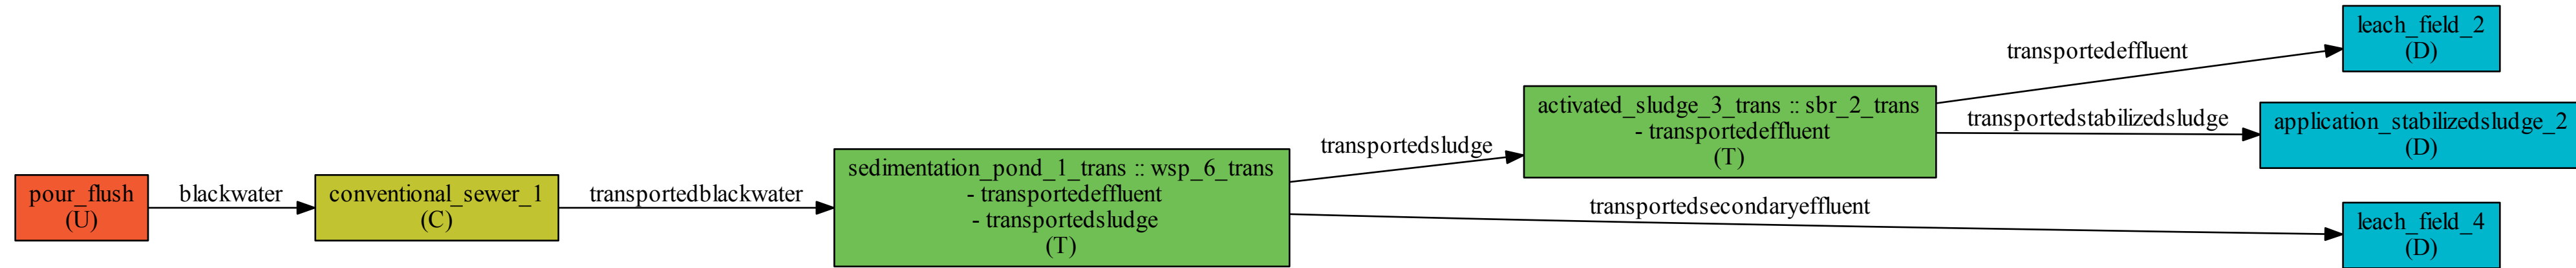 pour_flush
(U)
blackwater
conventional_sewer_1
(C)
transportedblackwater
sedimentation_pond_1_trans :: wsp_6_trans
- transportedeffluent
- transportedsludge
(T)
transportedsludge
transportedsecondaryeffluent
activated_sludge_3_trans :: sbr_2_trans
- transportedeffluent
(T)
transportedeffluent
transportedstabilizedsludge
leach_field_2
(D)
application_stabilizedsludge_2
(D)
leach_field_4
(D)